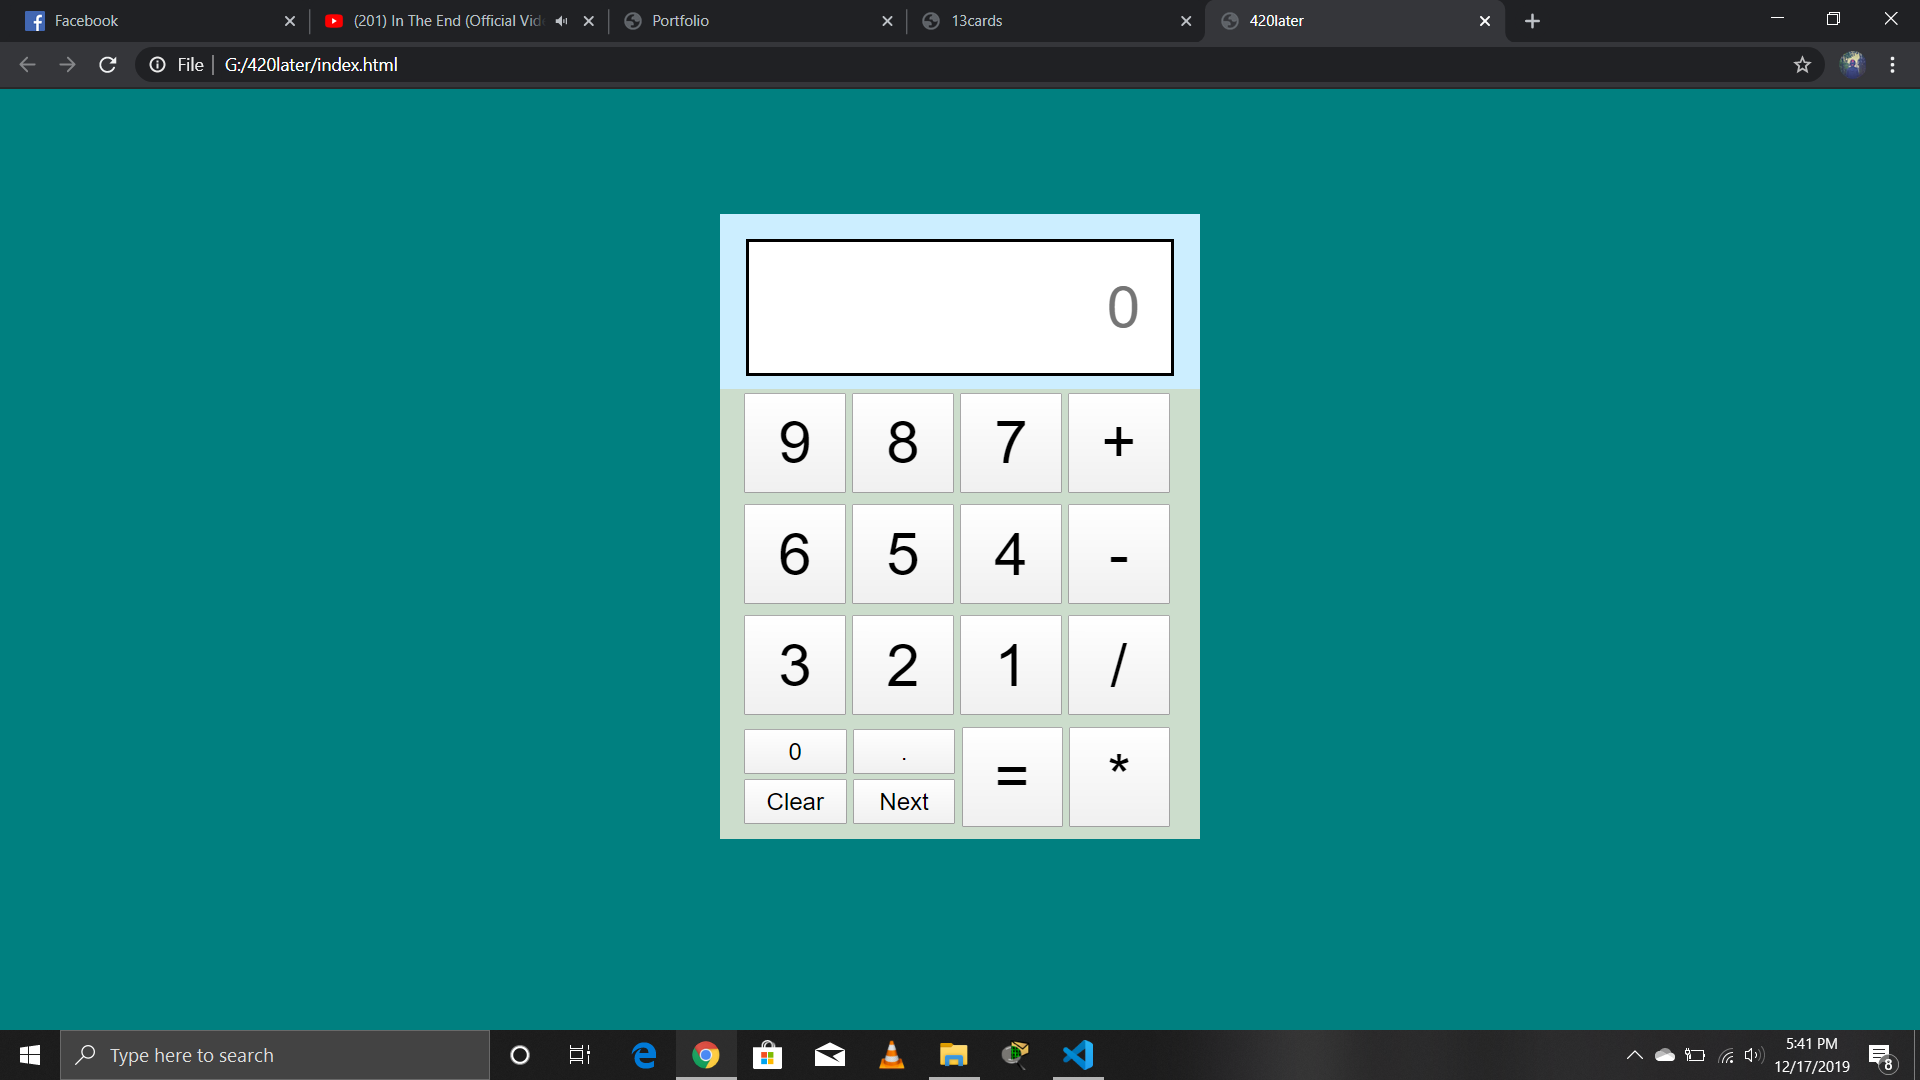 Facebook
(201) In The End (Official Vid
Portfolio
13cards
420later
File
G:/420later/index.html
0
9 8 7 +
6 5 4 -
3 2 1 /
0 . = *
Clear Next
Type here to search
5:41 PM
12/17/2019
8